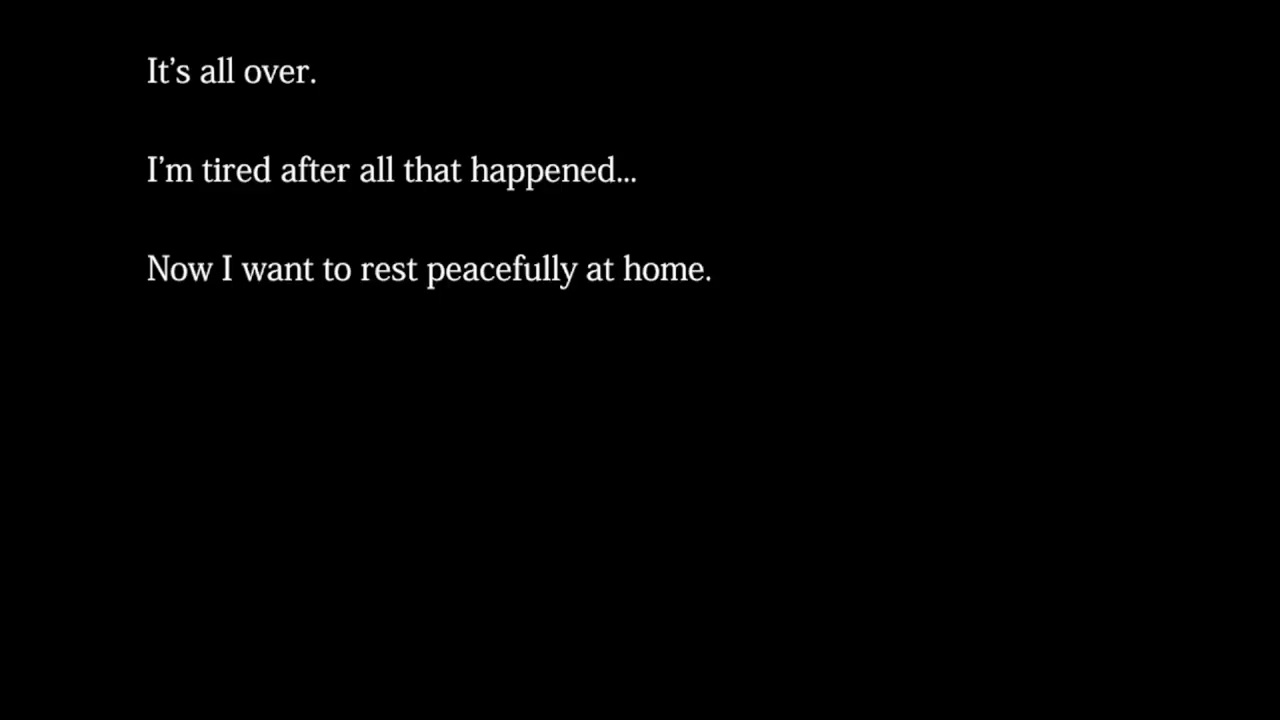 It’s all over.
I’m tired after all that happened...
Now I want to rest peacefully at home.